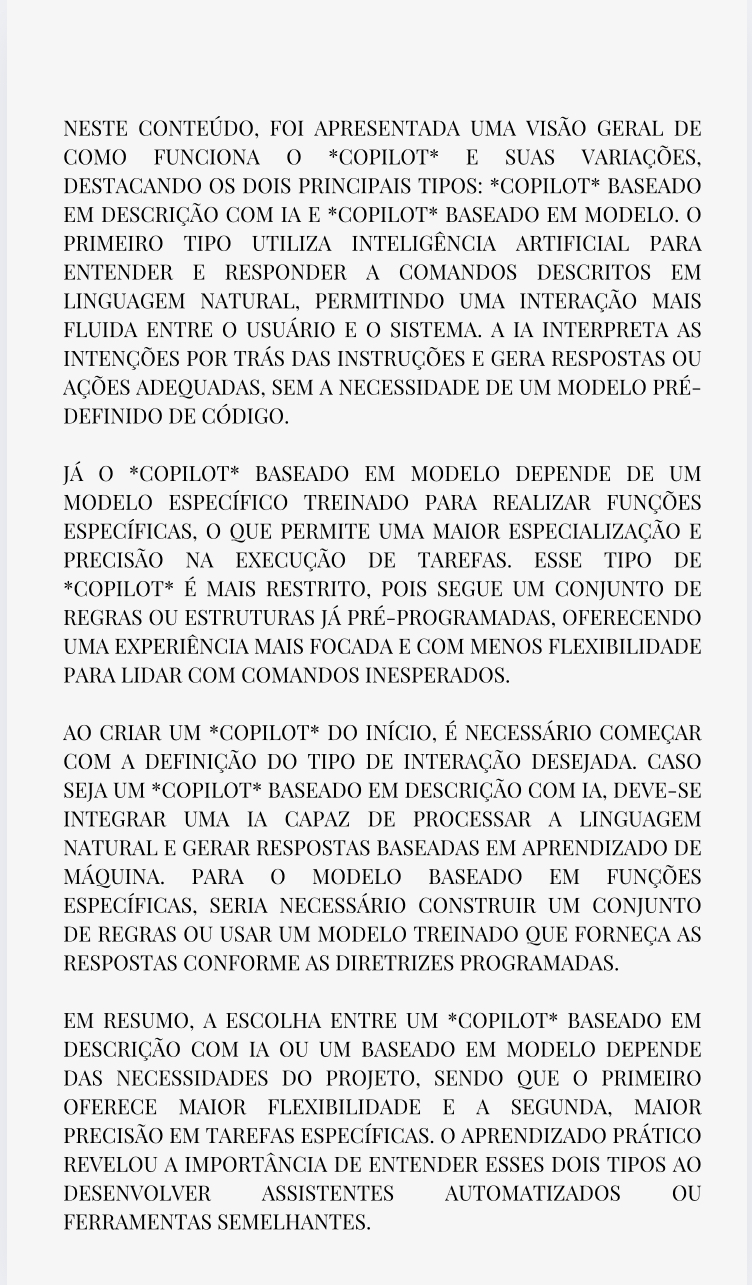 NESTE CONTEÚDO, FOI APRESENTADA UMA VISÃO GERAL DE
COMO FUNCIONA O *COPILOT* E SUAS VARIAÇÕES,
DESTACANDO OS DOIS PRINCIPAIS TIPOS: *COPILOT* BASEADO
EM DESCRIÇÃO COM IA E *COPILOT* BASEADO EM MODELO. O
PRIMEIRO TIPO UTILIZA INTELIGÊNCIA ARTIFICIAL PARA
ENTENDER E RESPONDER A COMANDOS DESCRITOS EM
LINGUAGEM NATURAL, PERMITINDO UMA INTERAÇÃO MAIS
FLUIDA ENTRE O USUÁRIO E O SISTEMA. A IA INTERPRETA AS
INTENÇÕES POR TRÁS DAS INSTRUÇÕES E GERA RESPOSTAS OU
AÇÕES ADEQUADAS, SEM A NECESSIDADE DE UM MODELO PRÉ-
DEFINIDO DE CÓDIGO.
JÁ O *COPILOT* BASEADO EM MODELO DEPENDE DE UM
MODELO ESPECÍFICO TREINADO PARA REALIZAR FUNÇÕES
ESPECÍFICAS, O QUE PERMITE UMA MAIOR ESPECIALIZAÇÃO E
PRECISÃO NA EXECUÇÃO DE TAREFAS. ESSE TIPO DE
*COPILOT* É MAIS RESTRITO, POIS SEGUE UM CONJUNTO DE
REGRAS OU ESTRUTURAS JÁ PRÉ-PROGRAMADAS, OFERECENDO
UMA EXPERIÊNCIA MAIS FOCADA E COM MENOS FLEXIBILIDADE
PARA LIDAR COM COMANDOS INESPERADOS.
AO CRIAR UM *COPILOT* DO INÍCIO, É NECESSÁRIO COMEÇAR
COM A DEFINIÇÃO DO TIPO DE INTERAÇÃO DESEJADA. CASO
SEJA UM *COPILOT* BASEADO EM DESCRIÇÃO COM IA, DEVE-SE
INTEGRAR UMA IA CAPAZ DE PROCESSAR A LINGUAGEM
NATURAL E GERAR RESPOSTAS BASEADAS EM APRENDIZADO DE
MÁQUINA. PARA O MODELO BASEADO EM FUNÇÕES
ESPECÍFICAS, SERIA NECESSÁRIO CONSTRUIR UM CONJUNTO
DE REGRAS OU USAR UM MODELO TREINADO QUE FORNEÇA AS
RESPOSTAS CONFORME AS DIRETRIZES PROGRAMADAS.
EM RESUMO, A ESCOLHA ENTRE UM *COPILOT* BASEADO EM
DESCRIÇÃO COM IA OU UM BASEADO EM MODELO DEPENDE
DAS NECESSIDADES DO PROJETO, SENDO QUE O PRIMEIRO
OFERECE MAIOR FLEXIBILIDADE E A SEGUNDA, MAIOR
PRECISÃO EM TAREFAS ESPECÍFICAS. O APRENDIZADO PRÁTICO
REVELOU A IMPORTÂNCIA DE ENTENDER ESSES DOIS TIPOS AO
DESENVOLVER ASSISTENTES AUTOMATIZADOS OU
FERRAMENTAS SEMELHANTES.